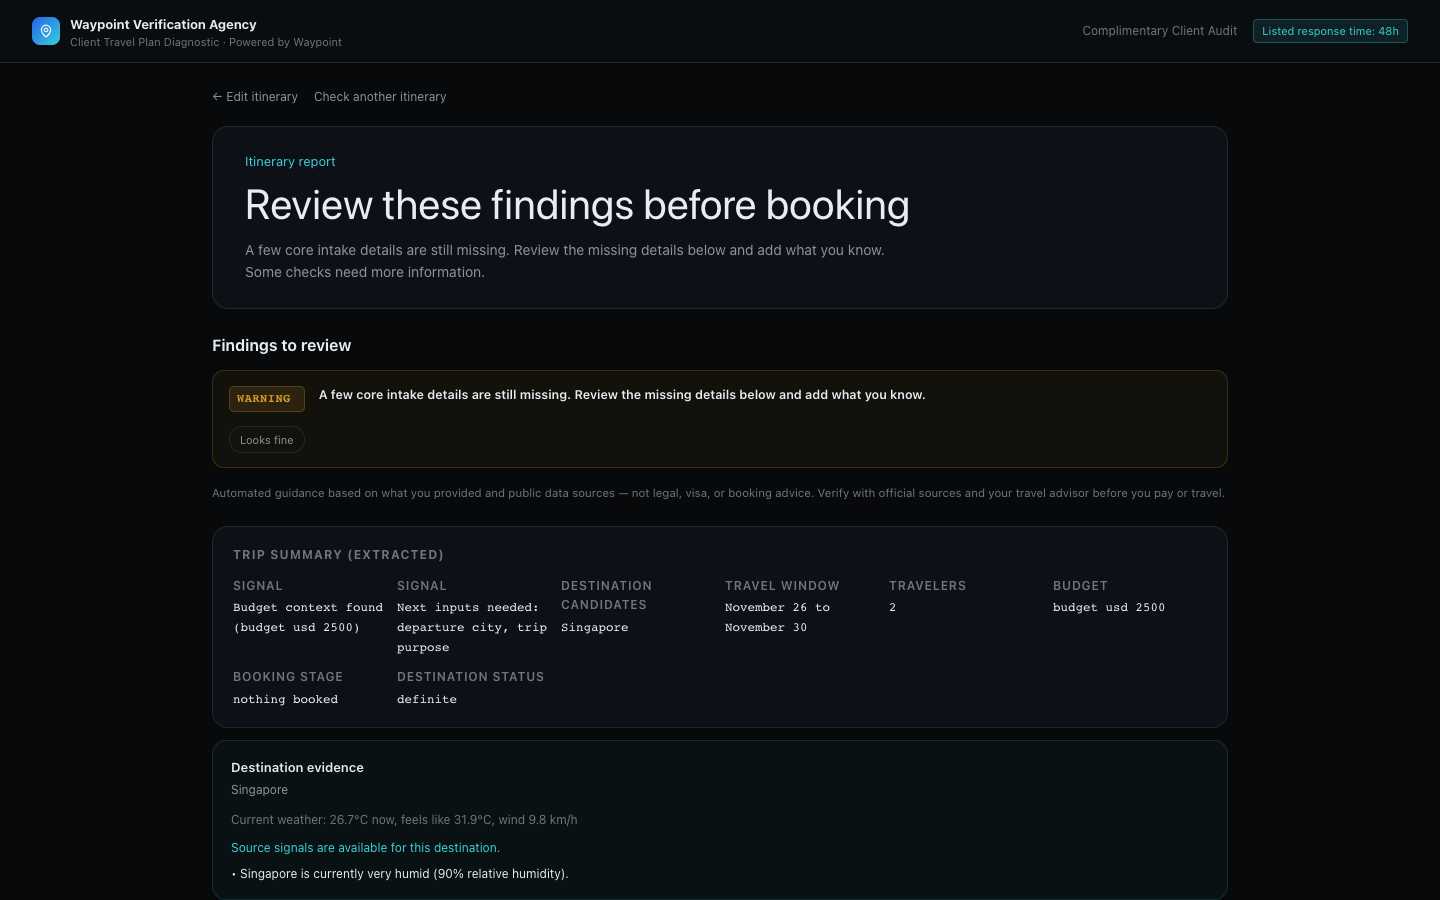 Waypoint Verification Agency
Client Travel Plan Diagnostic · Powered by Waypoint
Complimentary Client Audit
Listed response time: 48h
← Edit itinerary
Check another itinerary
Itinerary report
Review these findings before booking
A few core intake details are still missing. Review the missing details below and add what you know.
Some checks need more information.
Findings to review
WARNING
A few core intake details are still missing. Review the missing details below and add what you know.
Looks fine
Automated guidance based on what you provided and public data sources — not legal, visa, or booking advice. Verify with official sources and your travel advisor before you pay or travel.
TRIP SUMMARY (EXTRACTED)
SIGNAL
Budget context found
(budget usd 2500)
SIGNAL
Next inputs needed:
departure city, trip
purpose
DESTINATION
CANDIDATES
Singapore
TRAVEL WINDOW
November 26 to
November 30
TRAVELERS
2
BUDGET
budget usd 2500
BOOKING STAGE
nothing booked
DESTINATION STATUS
definite
Destination evidence
Singapore
Current weather: 26.7°C now, feels like 31.9°C, wind 9.8 km/h
Source signals are available for this destination.
• Singapore is currently very humid (90% relative humidity).